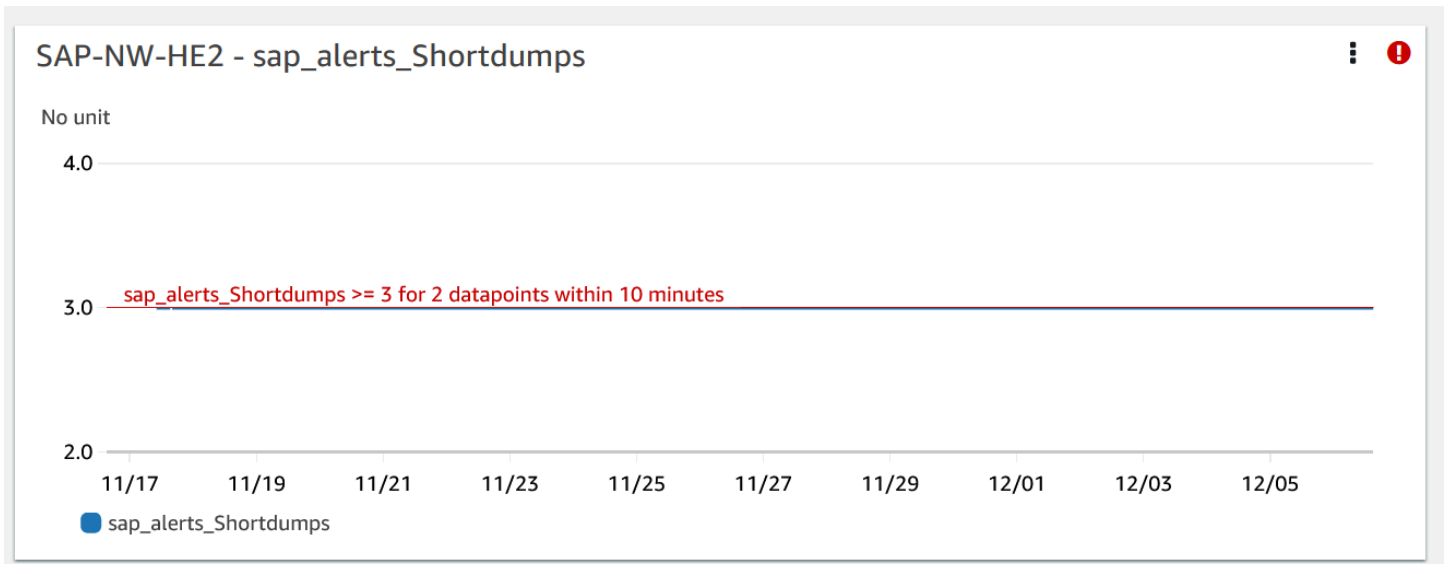 SAP-NW-HE2 - sap_alerts_Shortdumps
No unit
4.0
sap_alerts_Shortdumps >= 3 for 2 datapoints within 10 minutes
3.0
2.0
11/17 11/19 11/21 11/23 11/25 11/27 11/29 12/01 12/03 12/05
sap_alerts_Shortdumps